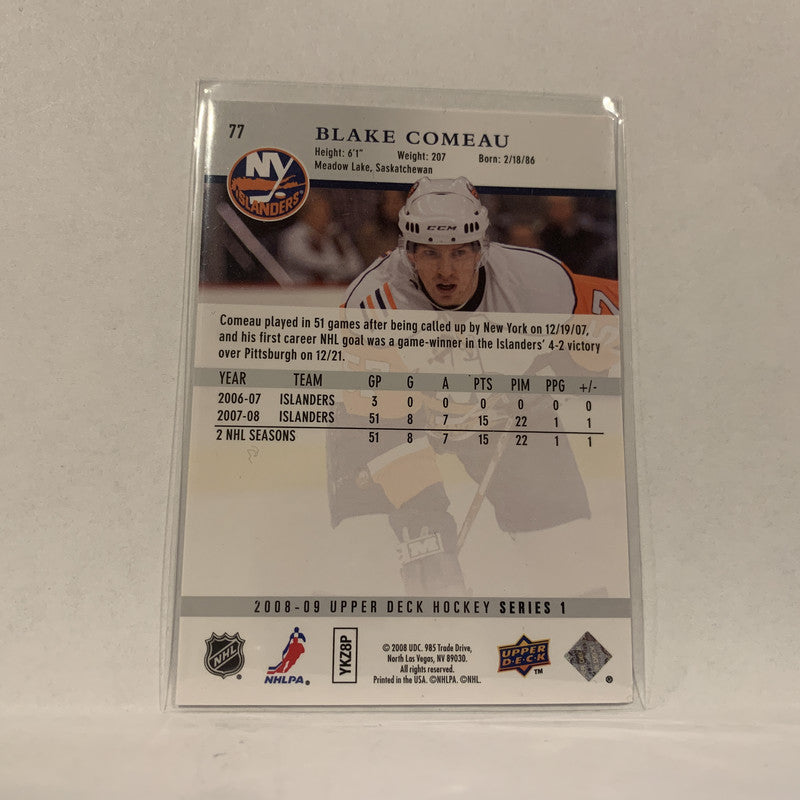 77
BLAKE COMEAU
Height: 6'1" Weight: 207 Born: 2/18/86
Meadow Lake, Saskatchewan
NY
ISLANDERS
CCM
7
Comeau played in 51 games after being called up by New York on 12/19/07,
and his first career NHL goal was a game-winner in the Islanders' 4-2 victory
over Pittsburgh on 12/21.
YEAR TEAM GP G A PTS PIM PPG +/-
2006-07 ISLANDERS 3 0 0 0 0 0 0
2007-08 ISLANDERS 51 8 7 15 22 1 1
2 NHL SEASONS 51 8 7 15 22 1 1
2008-09 UPPER DECK HOCKEY SERIES 1
NHL
NHLPA.
YKZ8P
© 2008 UDC. 985 Trade Drive,
North Las Vegas, NV 89030.
All rights reserved.
Printed in the USA. ©NHLPA. ©NHL.
UPPER
DECK
TM
®